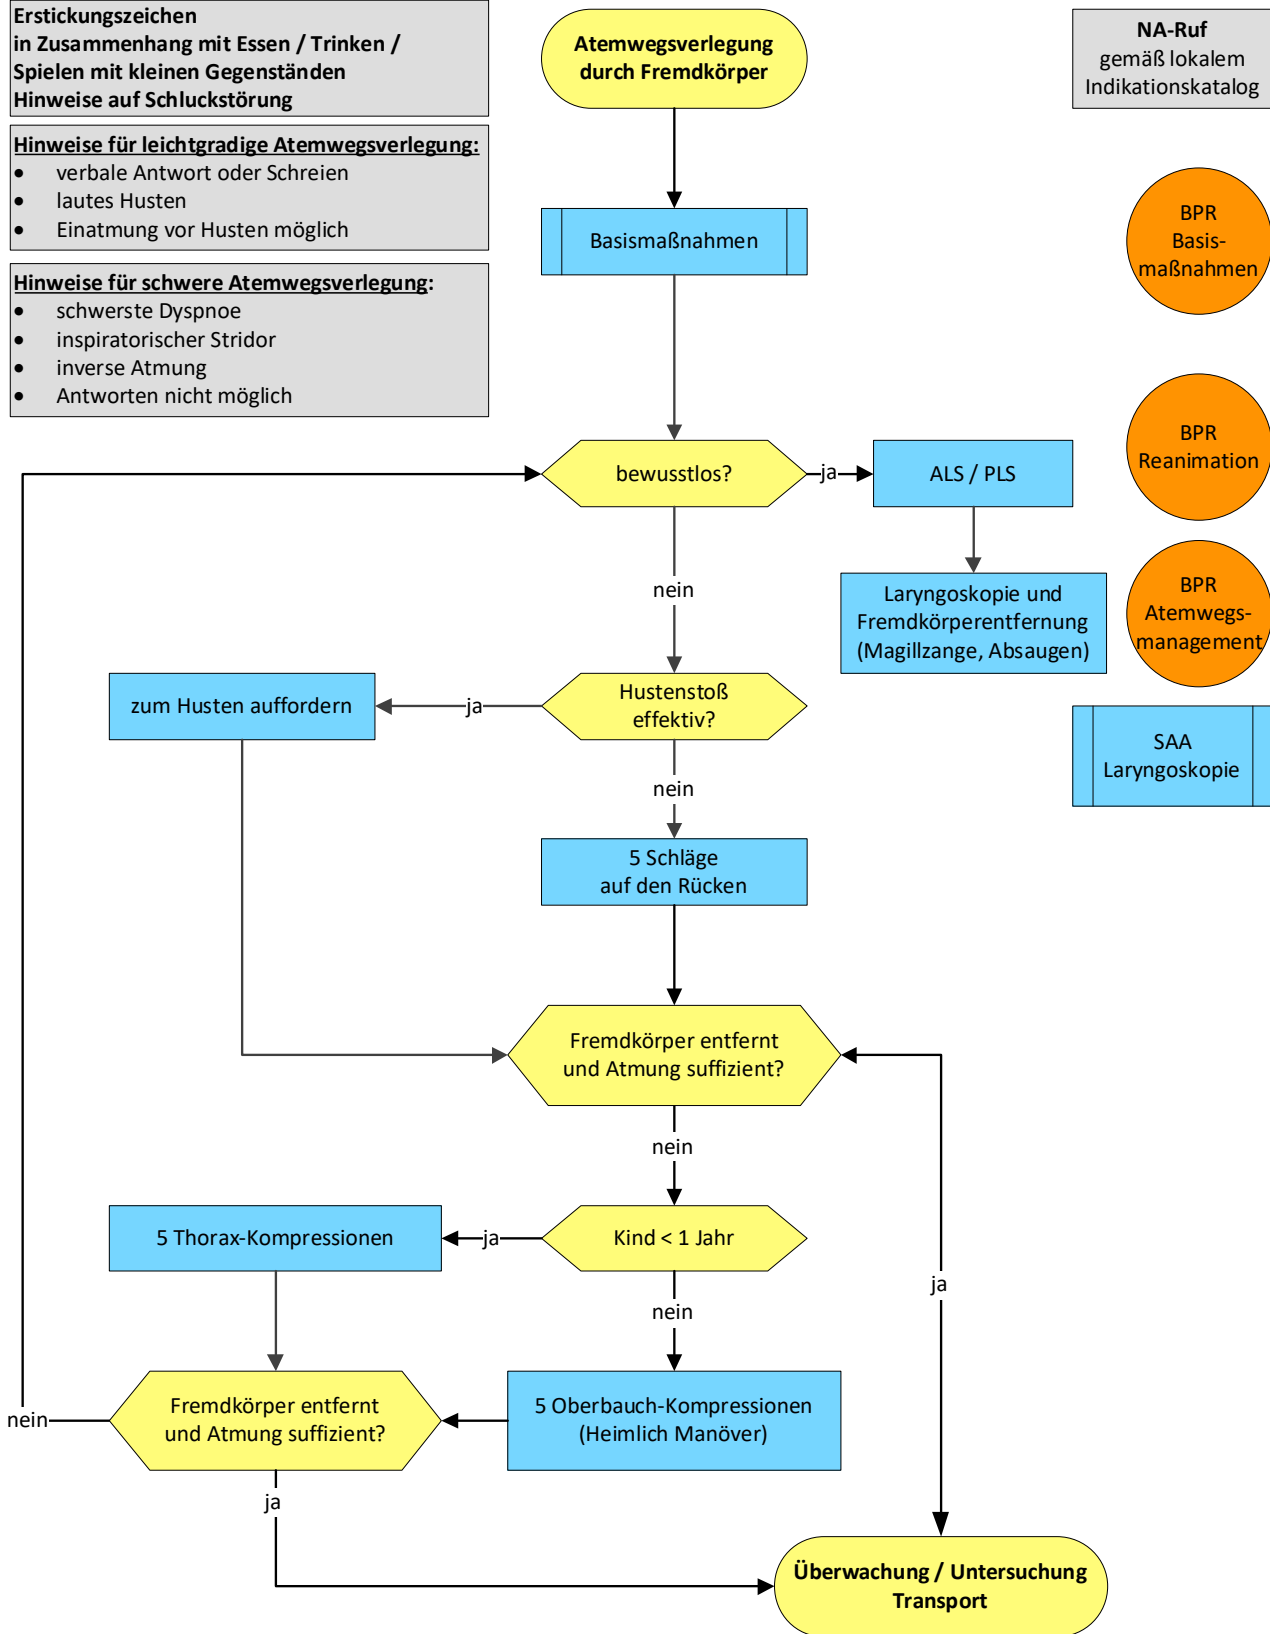 Erstickungszeichen
in Zusammenhang mit Essen / Trinken /
Spielen mit kleinen Gegenständen
Hinweise auf Schluckstörung
Hinweise für leichtgradige Atemwegsverlegung:
• verbale Antwort oder Schreien
• lautes Husten
• Einatmung vor Husten möglich
Hinweise für schwere Atemwegsverlegung:
• schwerste Dyspnoe
• inspiratorischer Stridor
• inverse Atmung
• Antworten nicht möglich
Atemwegsverlegung
durch Fremdkörper
NA-Ruf
gemäß lokalem
Indikationskatalog
Basismaßnahmen
BPR
Basis-
maßnahmen
bewusstlos?
ja
ALS / PLS
BPR
Reanimation
nein
Laryngoskopie und
Fremdkörperentfernung
(Magillzange, Absaugen)
BPR
Atemwegs-
management
zum Husten auffordern
ja
Hustenstoß
effektiv?
SAA
Laryngoskopie
nein
5 Schläge
auf den Rücken
Fremdkörper entfernt
und Atmung suffizient?
nein
5 Thorax-Kompressionen
ja
Kind < 1 Jahr
ja
nein
nein
Fremdkörper entfernt
und Atmung suffizient?
5 Oberbauch-Kompressionen
(Heimlich Manöver)
ja
Überwachung / Untersuchung
Transport